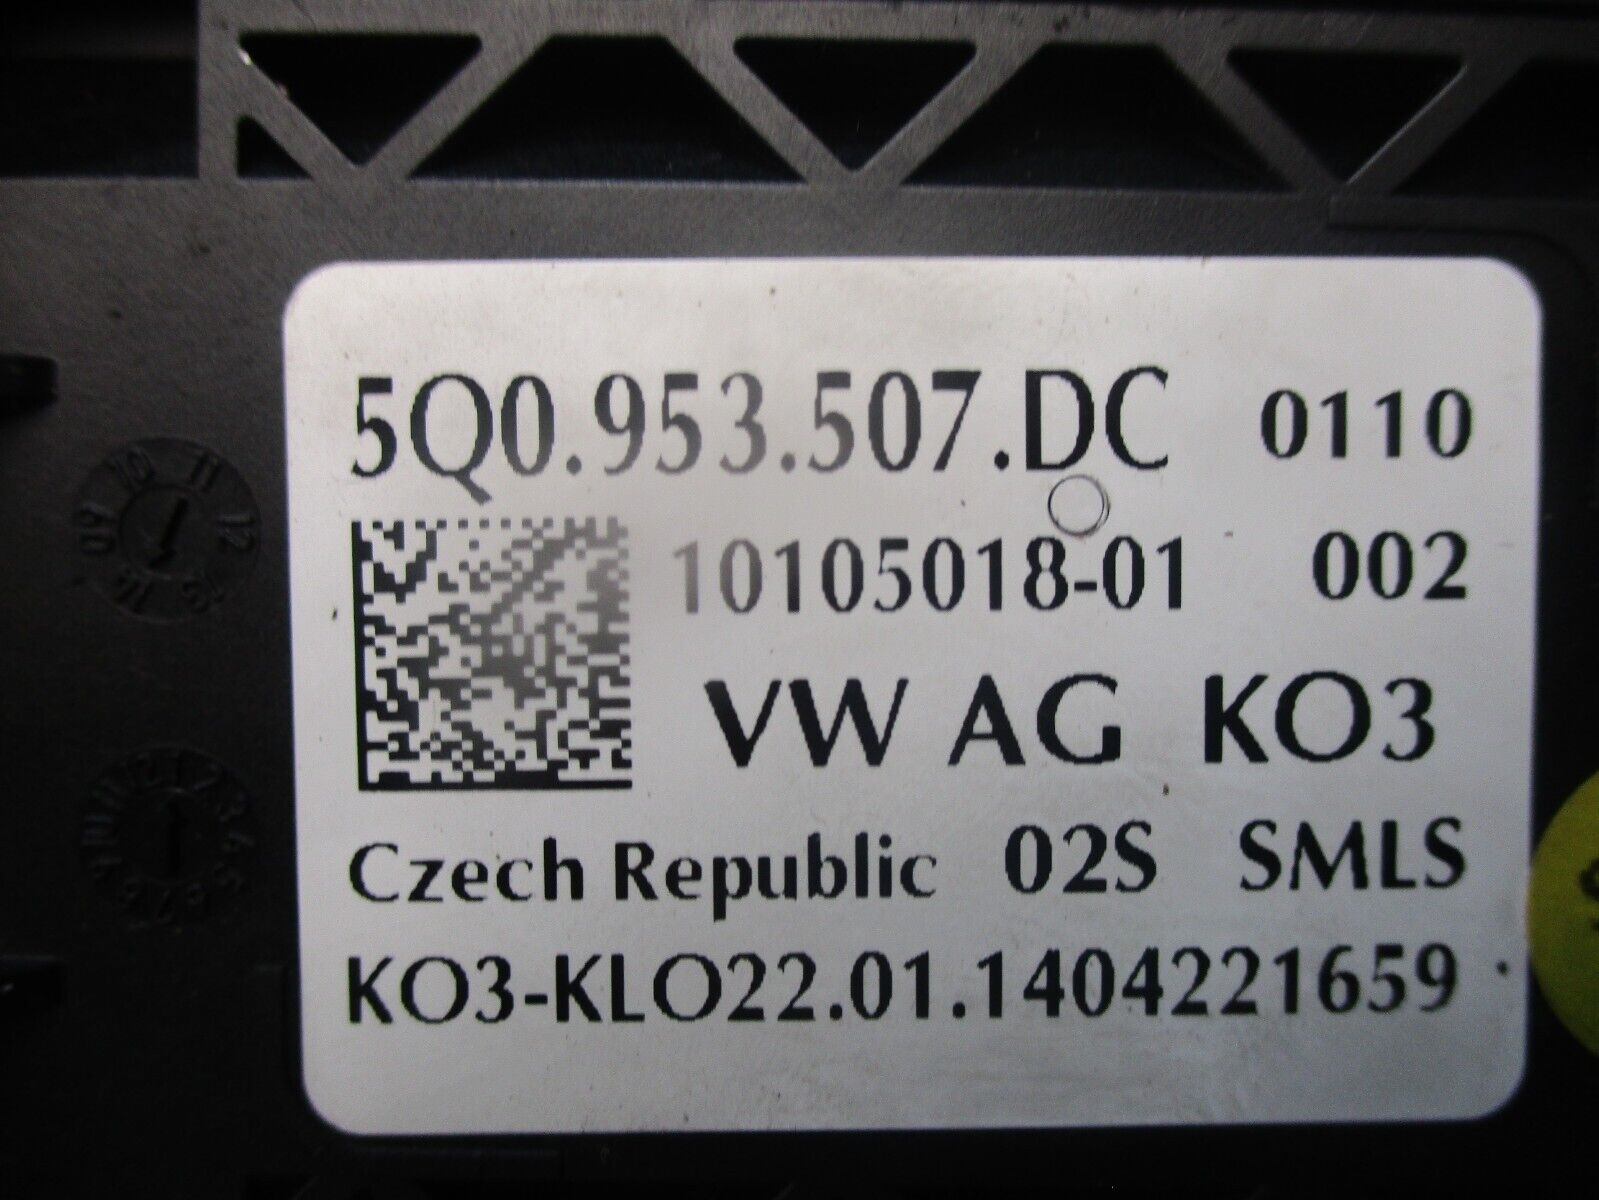 5Q0.953.507.DC 0110
10105018-01 002
VW AG KO3
Czech Republic 02S SMLS
KO3-KLO22.01.1404221659